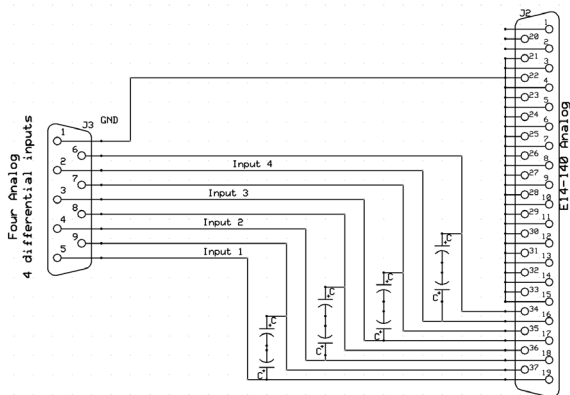 J2
1
20
2
21
3
22
4
23
5
24
6
25
7
26
8
27
9
28
10
29
11
30
12
31
13
32
14
33
15
34
16
35
17
36
18
37
19
E14-140 Analog
J3
GND
1
6
2
7
3
8
4
9
5
Four Analog
4 differential inputs
Input 4
Input 3
Input 2
Input 1
C
C
C
C
C
C
C
C